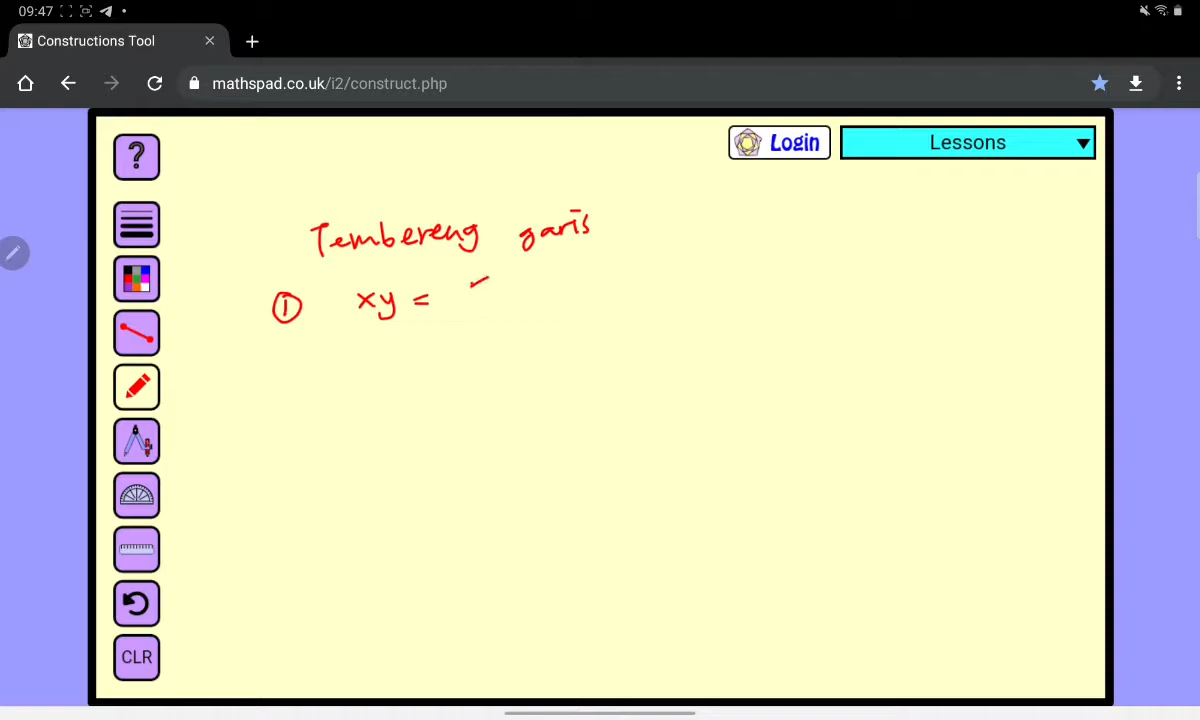 09:47
Constructions Tool
mathspad.co.uk/i2/construct.php
? Login Lessons
Tembereng garis
① xy =
CLR